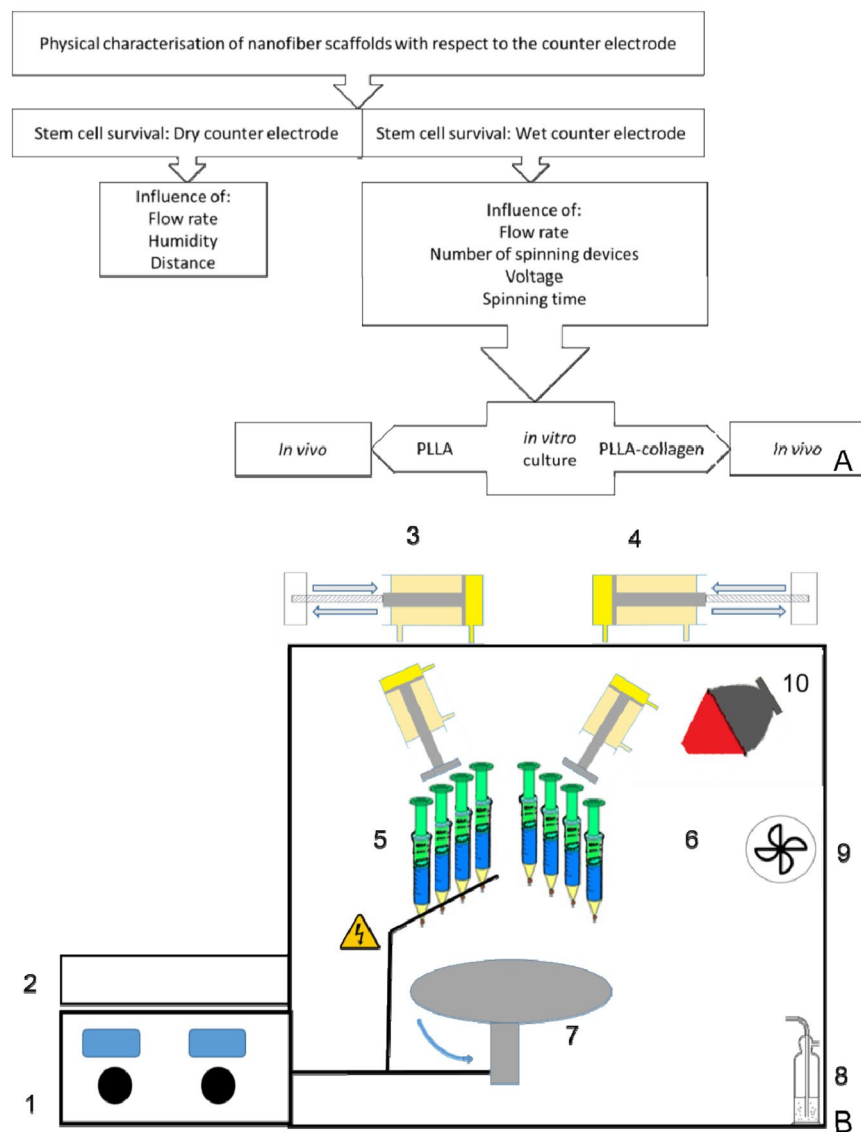 Physical characterisation of nanofiber scaffolds with respect to the counter electrode
Stem cell survival: Dry counter electrode
Stem cell survival: Wet counter electrode
Influence of:
Flow rate
Humidity
Distance
Influence of:
Flow rate
Number of spinning devices
Voltage
Spinning time
In vivo
PLLA
in vitro
culture
PLLA-collagen
In vivo
A
3
4
10
5
6
9
2
7
1
8
B